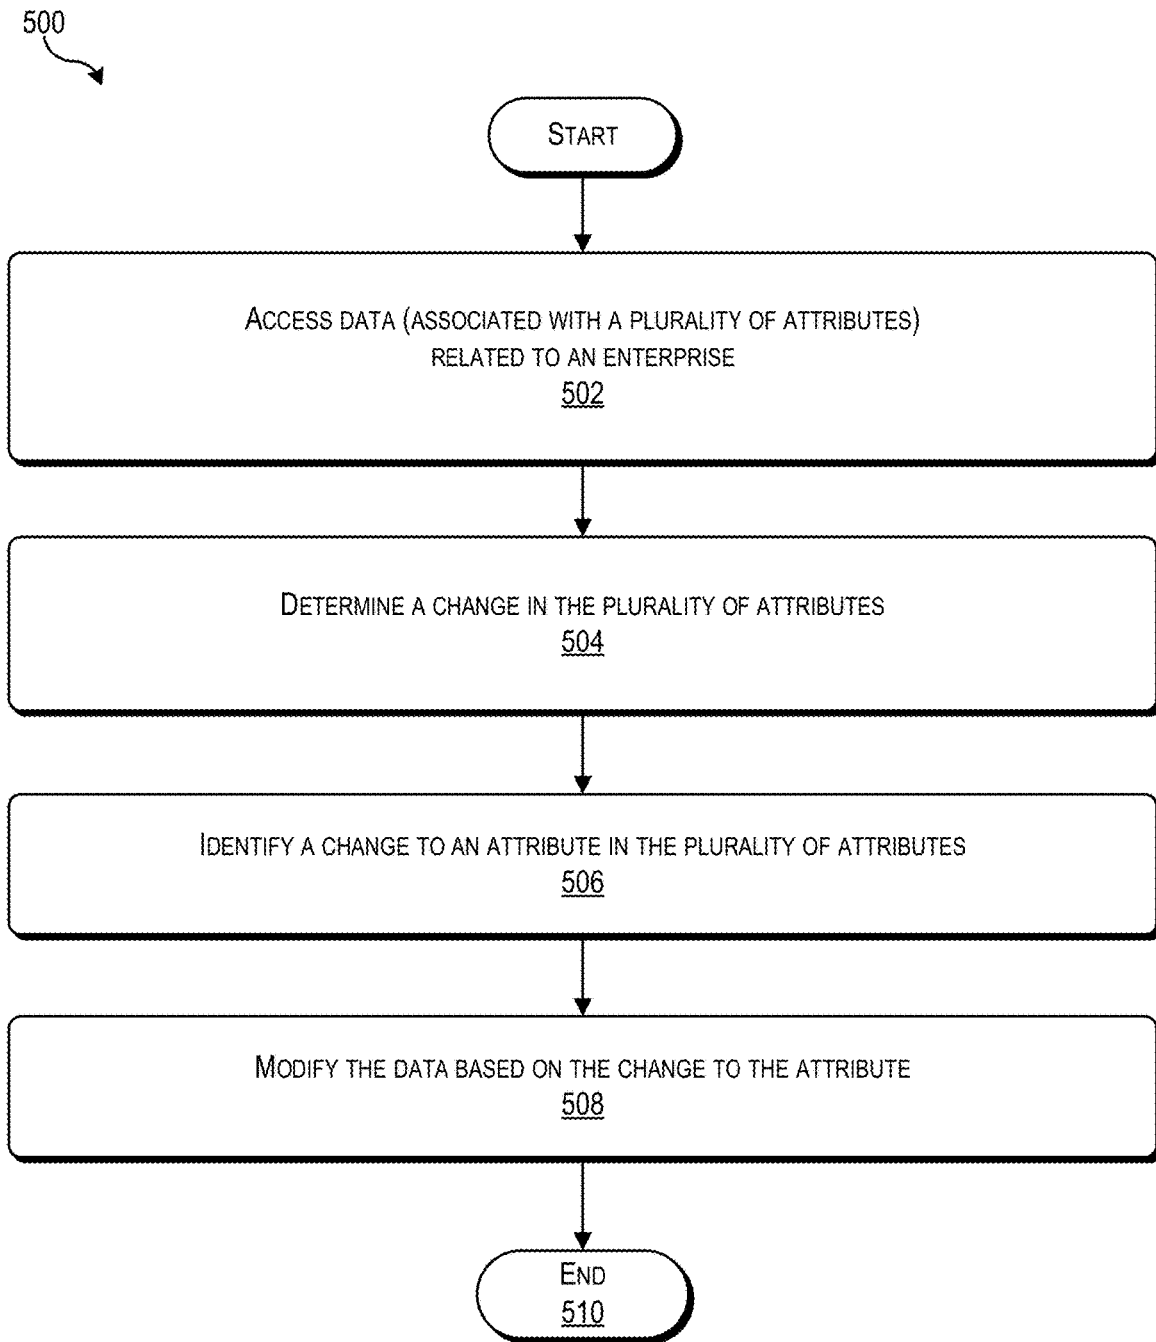 500
START
ACCESS DATA (ASSOCIATED WITH A PLURALITY OF ATTRIBUTES)
RELATED TO AN ENTERPRISE
502
DETERMINE A CHANGE IN THE PLURALITY OF ATTRIBUTES
504
IDENTIFY A CHANGE TO AN ATTRIBUTE IN THE PLURALITY OF ATTRIBUTES
506
MODIFY THE DATA BASED ON THE CHANGE TO THE ATTRIBUTE
508
END
510